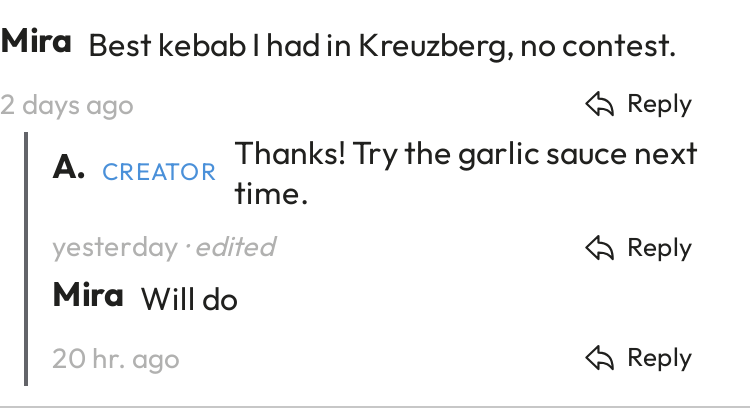 Mira Best kebab I had in Kreuzberg, no contest.
2 days ago Reply
A. CREATOR Thanks! Try the garlic sauce next
time.
yesterday · edited Reply
Mira Will do
20 hr. ago Reply